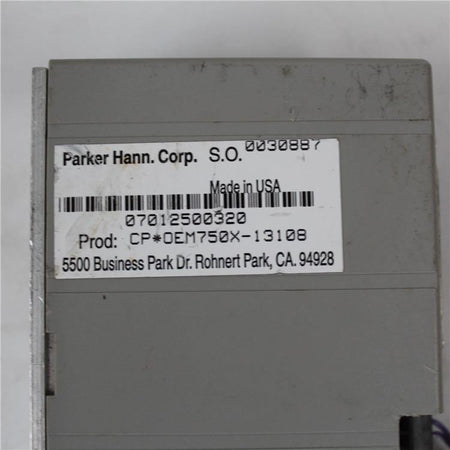 Parker Hann. Corp. S.O. 0030887
Made in USA
07012500320
Prod: CP*OEM750X-13108
5500 Business Park Dr. Rohnert Park, CA. 94928